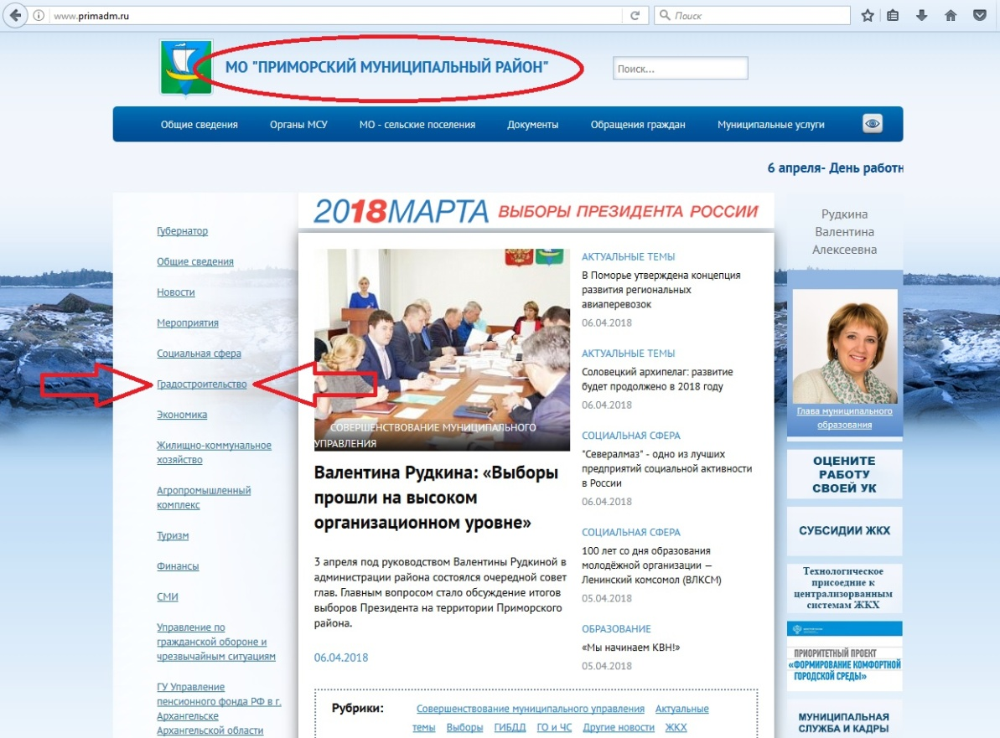 www.primadm.ru
Поиск
МО "ПРИМОРСКИЙ МУНИЦИПАЛЬНЫЙ РАЙОН"
Поиск...
Общие сведения
Органы МСУ
МО - сельские поселения
Документы
Обращения граждан
Муниципальные услуги
6 апреля- День работн
Губернатор
Общие сведения
Новости
Мероприятия
Социальная сфера
Градостроительство
Экономика
Жилищно-коммунальное
хозяйство
Агропромышленный
комплекс
Туризм
Финансы
СМИ
Управление по
гражданской обороне и
чрезвычайным ситуациям
ГУ Управление
пенсионного фонда РФ в г.
Архангельске
Архангельской области
2018МАРТА ВЫБОРЫ ПРЕЗИДЕНТА РОССИИ
СОВЕРШЕНСТВОВАНИЕ МУНИЦИПАЛЬНОГО
УПРАВЛЕНИЯ
Валентина Рудкина: «Выборы
прошли на высоком
организационном уровне»
3 апреля под руководством Валентины Рудкиной в
администрации района состоялся очередной совет
глав. Главным вопросом стало обсуждение итогов
выборов Президента на территории Приморского
района.
06.04.2018
АКТУАЛЬНЫЕ ТЕМЫ
В Поморье утверждена концепция
развития региональных
авиаперевозок
06.04.2018
АКТУАЛЬНЫЕ ТЕМЫ
Соловецкий архипелаг: развитие
будет продолжено в 2018 году
06.04.2018
СОЦИАЛЬНАЯ СФЕРА
"Севералмаз" - одно из лучших
предприятий социальной активности
в России
06.04.2018
СОЦИАЛЬНАЯ СФЕРА
100 лет со дня образования
молодёжной организации —
Ленинский комсомол (ВЛКСМ)
05.04.2018
ОБРАЗОВАНИЕ
«Мы начинаем КВН!»
05.04.2018
Рубрики: Совершенствование муниципального управления Актуальные
темы Выборы ГИБДД ГО и ЧС Другие новости ЖКХ
Рудкина
Валентина
Алексеевна
Глава муниципального
образования
ОЦЕНИТЕ
РАБОТУ
СВОЕЙ УК
СУБСИДИИ ЖКХ
Технологическое
присоедние к
централизорванным
системам ЖКХ
ПРИОРИТЕТНЫЙ ПРОЕКТ
«ФОРМИРОВАНИЕ КОМФОРТНОЙ
ГОРОДСКОЙ СРЕДЫ»
МУНИЦИПАЛЬНАЯ
СЛУЖБА И КАДРЫ